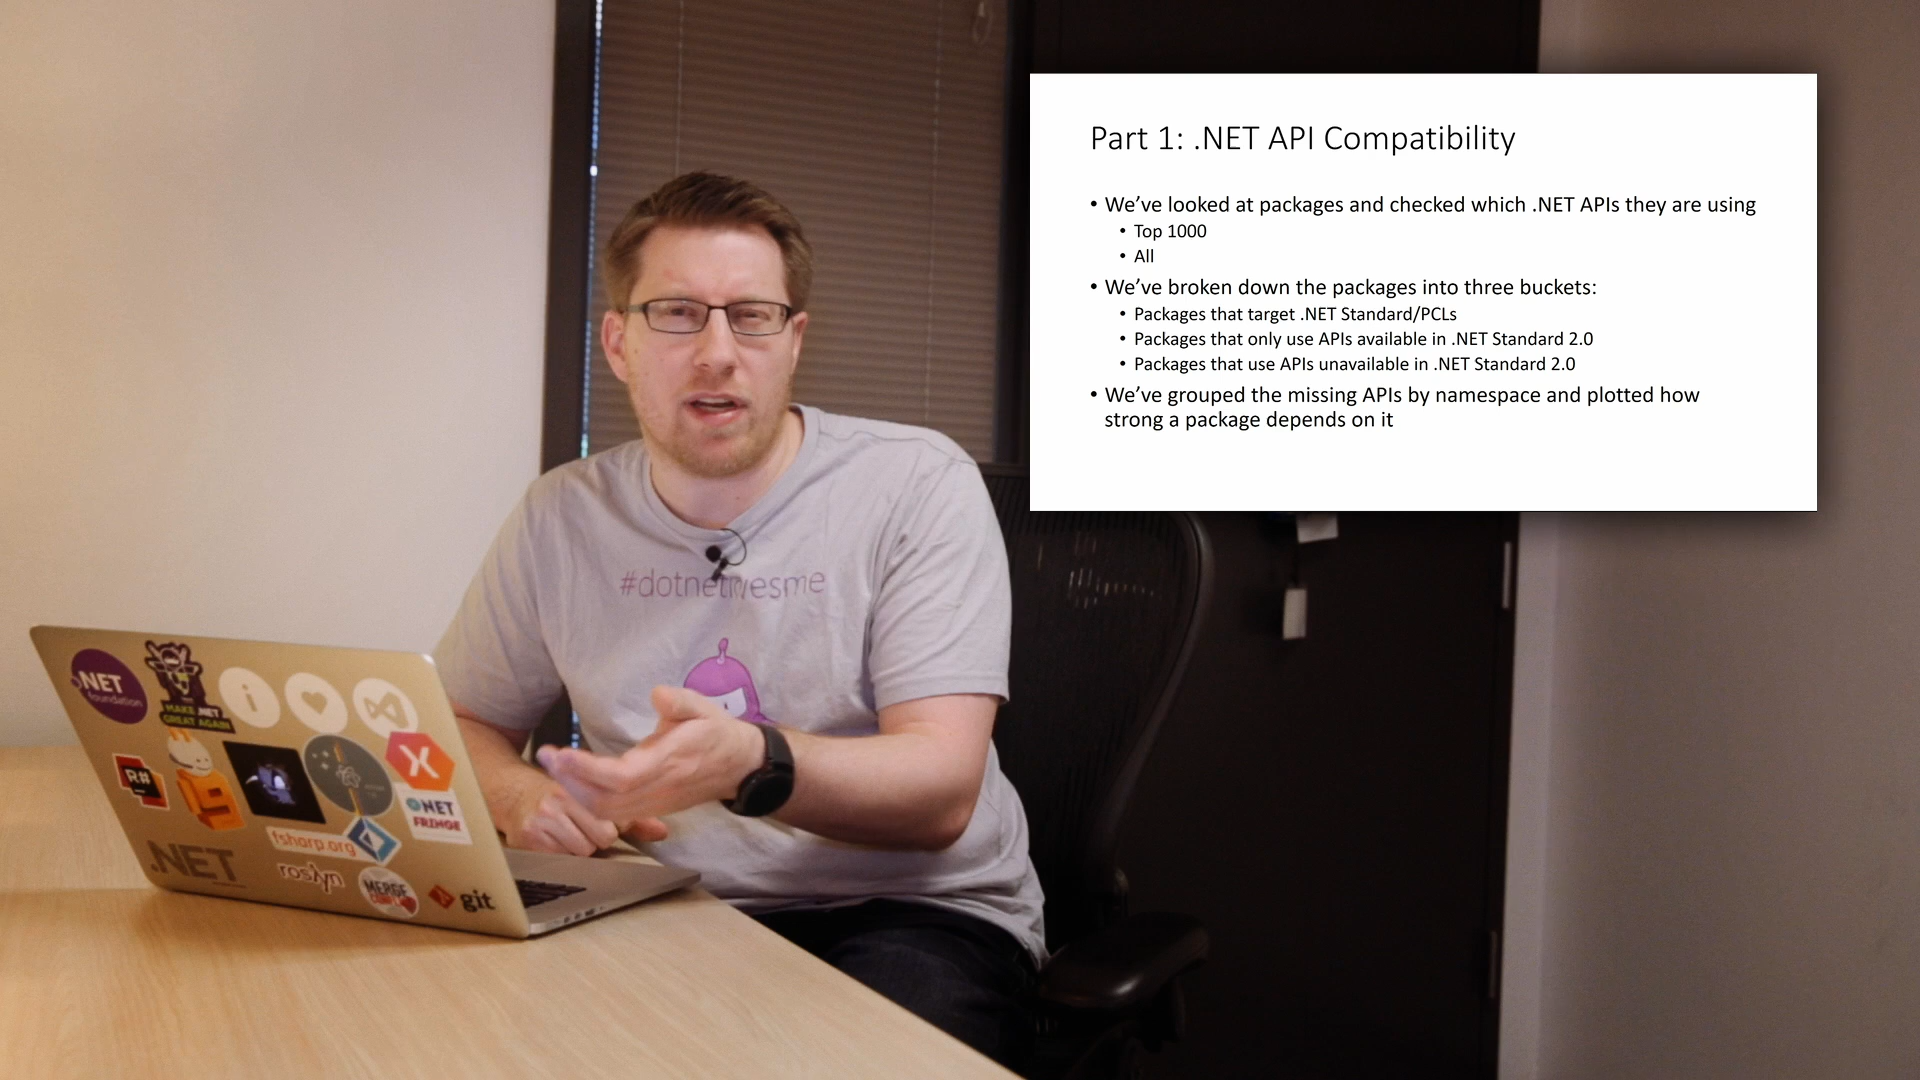 Part 1: .NET API Compatibility
• We’ve looked at packages and checked which .NET APIs they are using
• Top 1000
• All
• We’ve broken down the packages into three buckets:
• Packages that target .NET Standard/PCLs
• Packages that only use APIs available in .NET Standard 2.0
• Packages that use APIs unavailable in .NET Standard 2.0
• We’ve grouped the missing APIs by namespace and plotted how
strong a package depends on it
.NET
foundation
MAKE .NET
GREAT AGAIN
i
R#
.NET
FRINGE
fsharp.org
.NET
roslyn
MERGE
CONFLICT
git